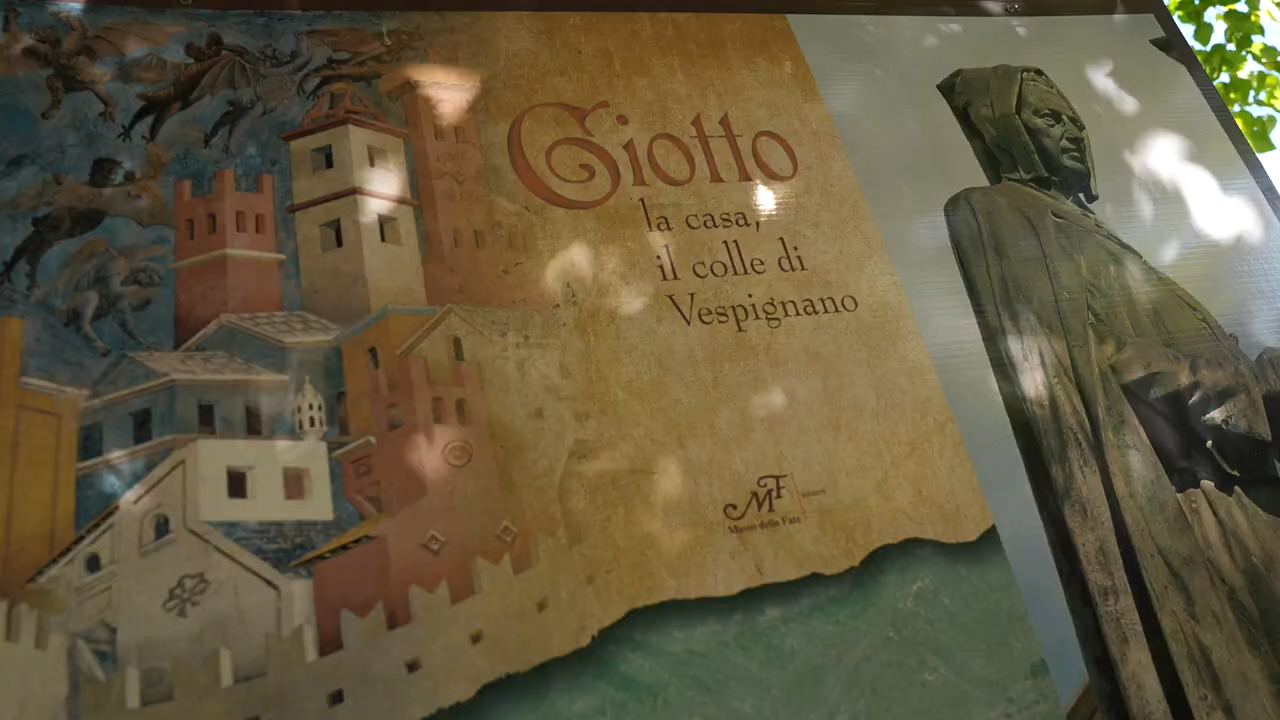 Giotto
la casa,
il colle di
Vespignano
MF
Masso delle Fate